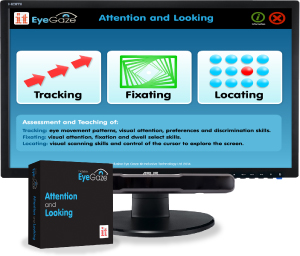 EyeGaze
Attention and Looking
Tracking
Fixating
Locating
Assessment and Teaching of:
Tracking: eye movement patterns, visual attention, preferences and discrimination skills.
Fixating: visual attention, fixation and dwell select skills.
Locating: visual scanning skills and control of the cursor to explore the screen.
EyeGaze
Attention
and
Looking